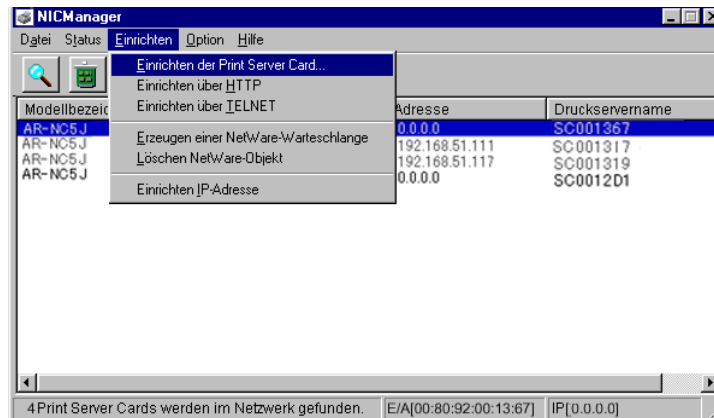 NICManager
Datei Status Einrichten Option Hilfe
Einrichten der Print Server Card...
Einrichten über HTTP
Einrichten über TELNET
Erzeugen einer NetWare-Warteschlange
Löschen NetWare-Objekt
Einrichten IP-Adresse
Modellbezeic Adresse Druckservername
AR-NC5J 0.0.0.0 SC001367
AR-NC5J 192.168.51.111 SC001317
AR-NC5J 192.168.51.117 SC001319
AR-NC5J 0.0.0.0 SC0012D1
4 Print Server Cards werden im Netzwerk gefunden. E/A[00:80:92:00:13:67] IP[0.0.0.0]